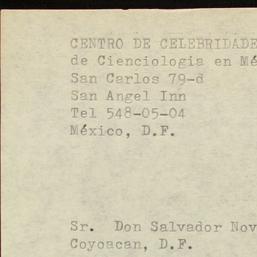 CENTRO DE CELEBRIDADE
de Cienciologia en Mé
San Carlos 79-d
San Angel Inn
Tel 548-05-04
México, D.F.
Sr. Don Salvador Nov
Coyoacan, D.F.